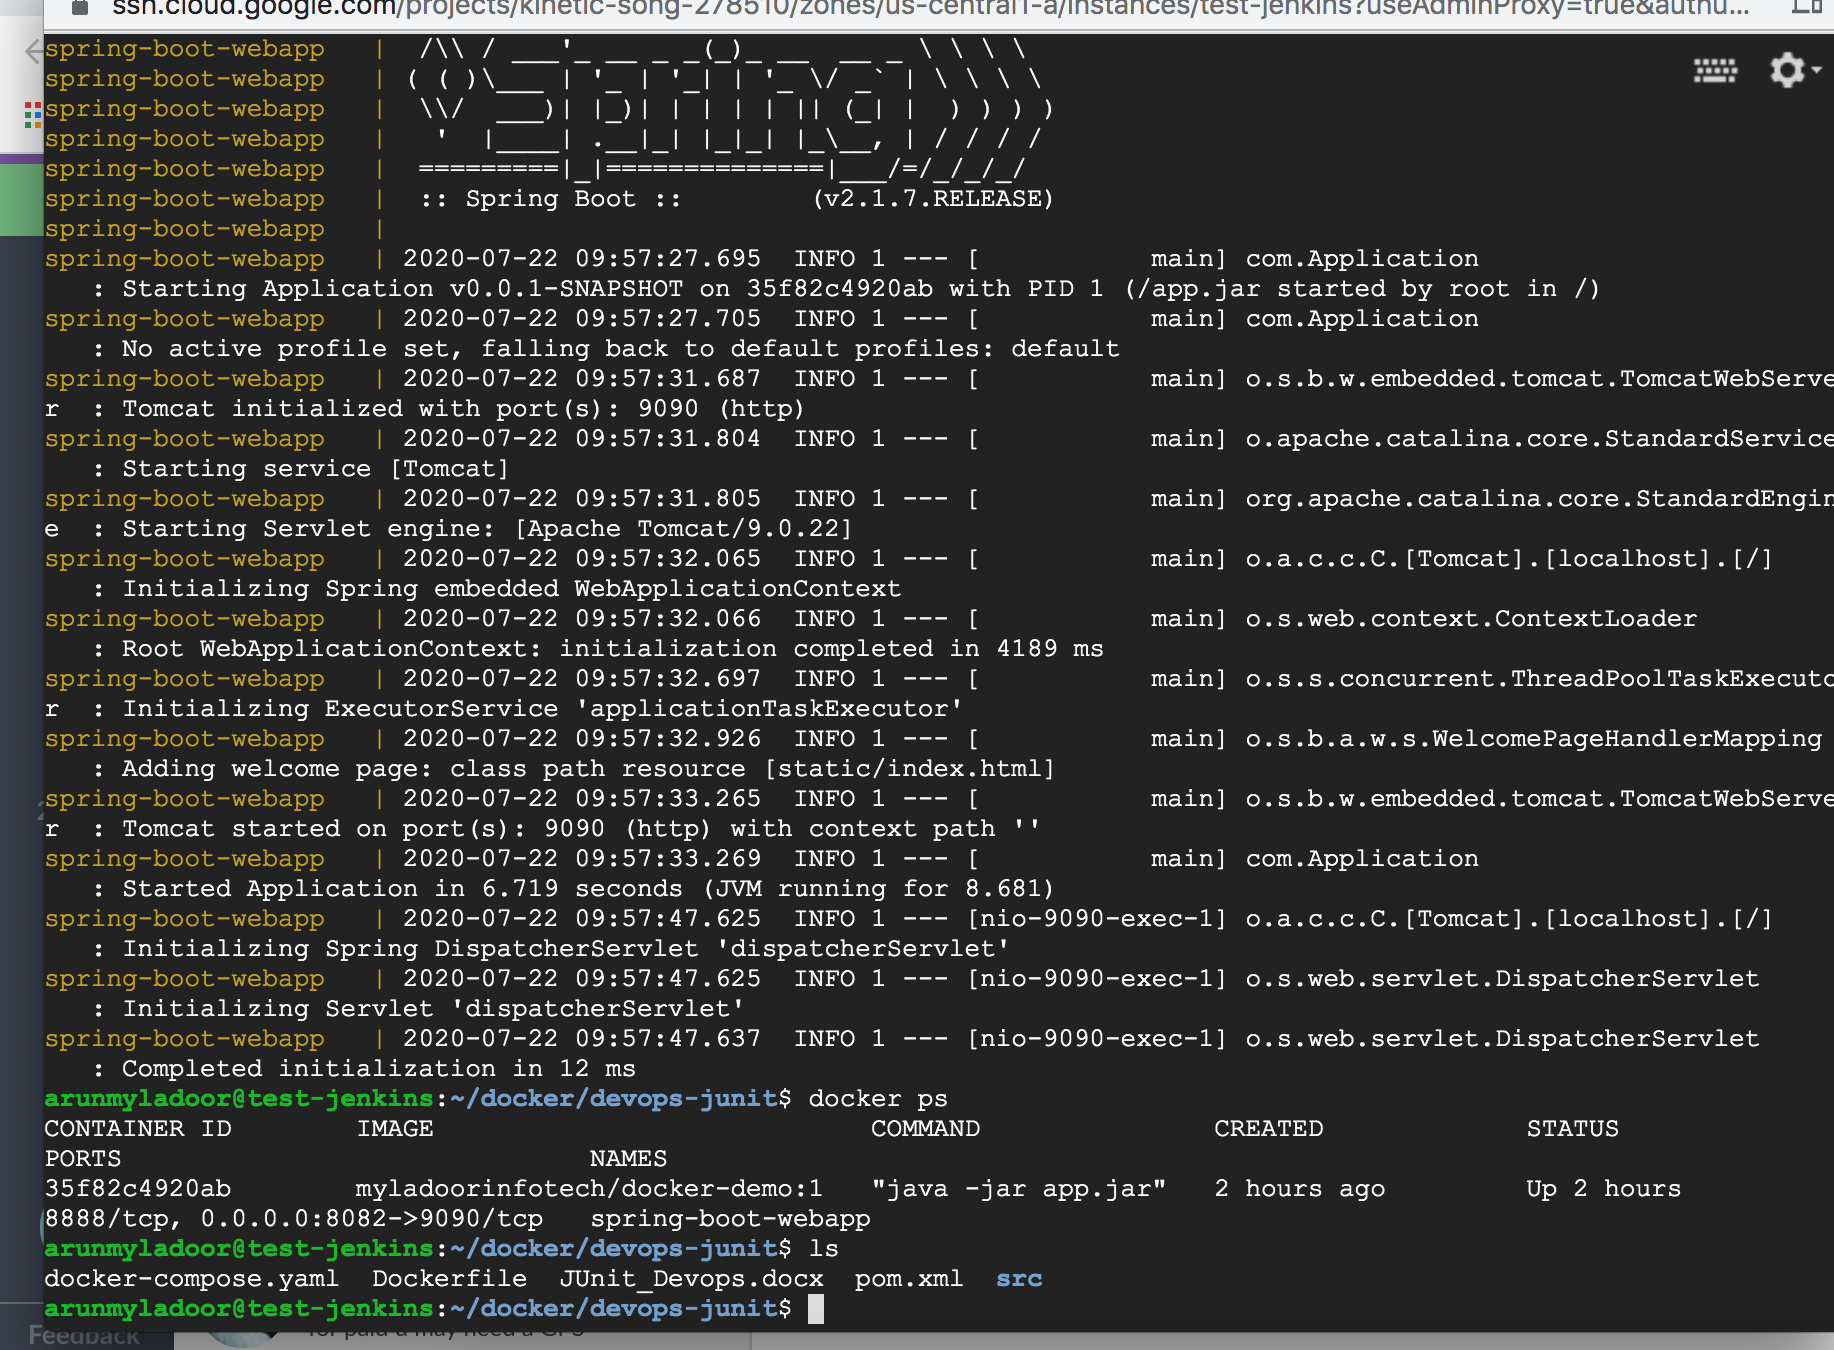 ssh.cloud.google.com/projects/kinetic-song-278510/zones/us-central1-a/instances/test-jenkins?useAdminProxy=true&authu...
spring-boot-webapp   |  /\\ / ___'_ __ _ _(_)_ __  __ _ \ \ \ \
spring-boot-webapp   | ( ( )\___ | '_ | '_| | '_ \/ _` | \ \ \ \
spring-boot-webapp   |  \\/  ___)| |_)| | | | | || (_| |  ) ) ) )
spring-boot-webapp   |   '  |____| .__|_| |_|_| |_\__, | / / / /
spring-boot-webapp   |  =========|_|==============|___/=/_/_/_/
spring-boot-webapp   |  :: Spring Boot ::        (v2.1.7.RELEASE)
spring-boot-webapp   |
spring-boot-webapp   | 2020-07-22 09:57:27.695  INFO 1 --- [           main] com.Application
   : Starting Application v0.0.1-SNAPSHOT on 35f82c4920ab with PID 1 (/app.jar started by root in /)
spring-boot-webapp   | 2020-07-22 09:57:27.705  INFO 1 --- [           main] com.Application
   : No active profile set, falling back to default profiles: default
spring-boot-webapp   | 2020-07-22 09:57:31.687  INFO 1 --- [           main] o.s.b.w.embedded.tomcat.TomcatWebServe
r  : Tomcat initialized with port(s): 9090 (http)
spring-boot-webapp   | 2020-07-22 09:57:31.804  INFO 1 --- [           main] o.apache.catalina.core.StandardService
   : Starting service [Tomcat]
spring-boot-webapp   | 2020-07-22 09:57:31.805  INFO 1 --- [           main] org.apache.catalina.core.StandardEngin
e  : Starting Servlet engine: [Apache Tomcat/9.0.22]
spring-boot-webapp   | 2020-07-22 09:57:32.065  INFO 1 --- [           main] o.a.c.c.C.[Tomcat].[localhost].[/]
   : Initializing Spring embedded WebApplicationContext
spring-boot-webapp   | 2020-07-22 09:57:32.066  INFO 1 --- [           main] o.s.web.context.ContextLoader
   : Root WebApplicationContext: initialization completed in 4189 ms
spring-boot-webapp   | 2020-07-22 09:57:32.697  INFO 1 --- [           main] o.s.s.concurrent.ThreadPoolTaskExecuto
r  : Initializing ExecutorService 'applicationTaskExecutor'
spring-boot-webapp   | 2020-07-22 09:57:32.926  INFO 1 --- [           main] o.s.b.a.w.s.WelcomePageHandlerMapping
   : Adding welcome page: class path resource [static/index.html]
spring-boot-webapp   | 2020-07-22 09:57:33.265  INFO 1 --- [           main] o.s.b.w.embedded.tomcat.TomcatWebServe
r  : Tomcat started on port(s): 9090 (http) with context path ''
spring-boot-webapp   | 2020-07-22 09:57:33.269  INFO 1 --- [           main] com.Application
   : Started Application in 6.719 seconds (JVM running for 8.681)
spring-boot-webapp   | 2020-07-22 09:57:47.625  INFO 1 --- [nio-9090-exec-1] o.a.c.c.C.[Tomcat].[localhost].[/]
   : Initializing Spring DispatcherServlet 'dispatcherServlet'
spring-boot-webapp   | 2020-07-22 09:57:47.625  INFO 1 --- [nio-9090-exec-1] o.s.web.servlet.DispatcherServlet
   : Initializing Servlet 'dispatcherServlet'
spring-boot-webapp   | 2020-07-22 09:57:47.637  INFO 1 --- [nio-9090-exec-1] o.s.web.servlet.DispatcherServlet
   : Completed initialization in 12 ms
arunmyladoor@test-jenkins:~/docker/devops-junit$ docker ps
CONTAINER ID        IMAGE                            COMMAND               CREATED             STATUS
PORTS                              NAMES
35f82c4920ab        myladoorinfotech/docker-demo:1   "java -jar app.jar"   2 hours ago         Up 2 hours
8888/tcp, 0.0.0.0:8082->9090/tcp   spring-boot-webapp
arunmyladoor@test-jenkins:~/docker/devops-junit$ ls
docker-compose.yaml  Dockerfile  JUnit_Devops.docx  pom.xml  src
arunmyladoor@test-jenkins:~/docker/devops-junit$
Feedback